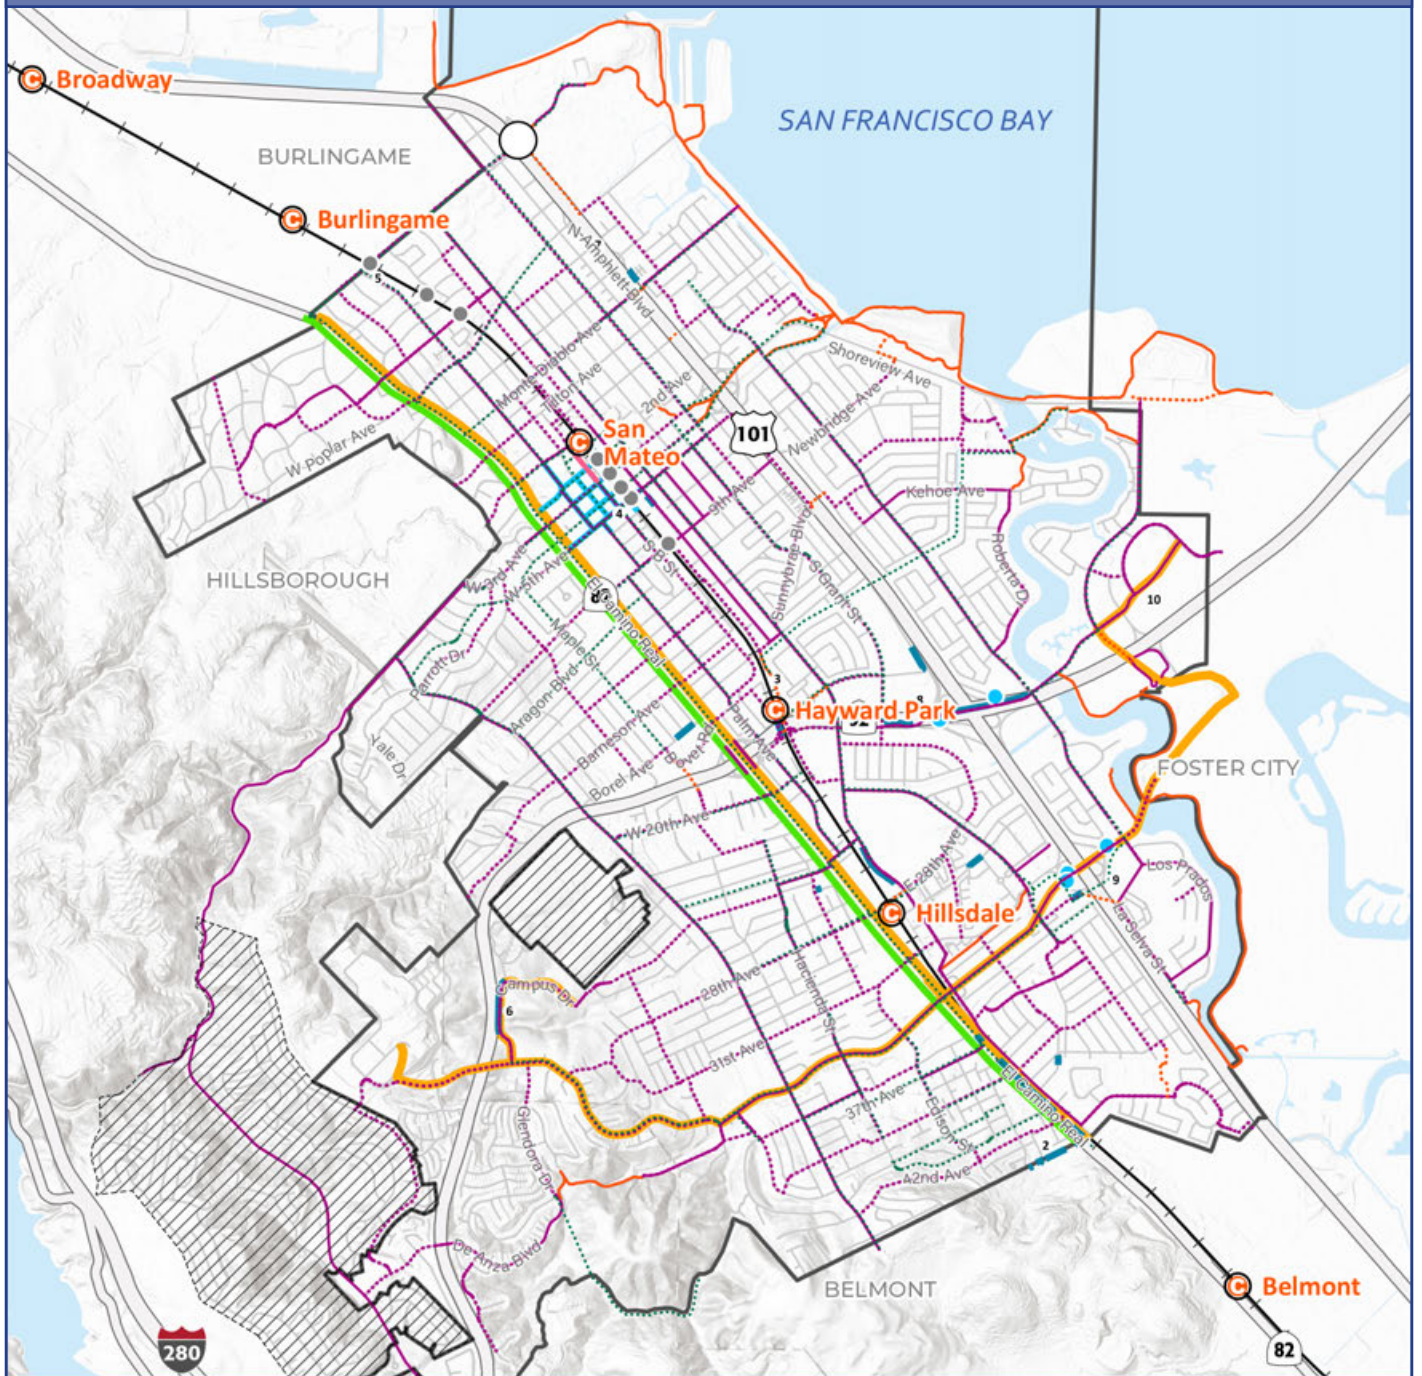 Broadway
SAN FRANCISCO BAY
BURLINGAME
Burlingame
N Amphlett Blvd
5
Monte Diablo Ave
Tilton Ave
2nd Ave
Shoreview Ave
W Poplar Ave
San
Mateo
101
Newbridge Ave
9th Ave
Kehoe Ave
4
HILLSBOROUGH
W 3rd Ave
W 5th Ave
S B St
Sunnybrae Blvd
S Grant St
Roberta Dr
10
El Camino Real
Maple St
Parrott Dr
Aragon Blvd
3
Hayward Park
8
92
Barneson Ave
Palm Ave
Yale Dr
Borel Ave
FOSTER CITY
W 20th Ave
E 28th Ave
Los Prados
9
Hillsdale
La Selva St
28th Ave
Hacienda St
Campus Dr
6
31st Ave
El Camino Real
37th Ave
Edison St
2
Glendora Dr
42nd Ave
De Anza Blvd
BELMONT
Belmont
280
82